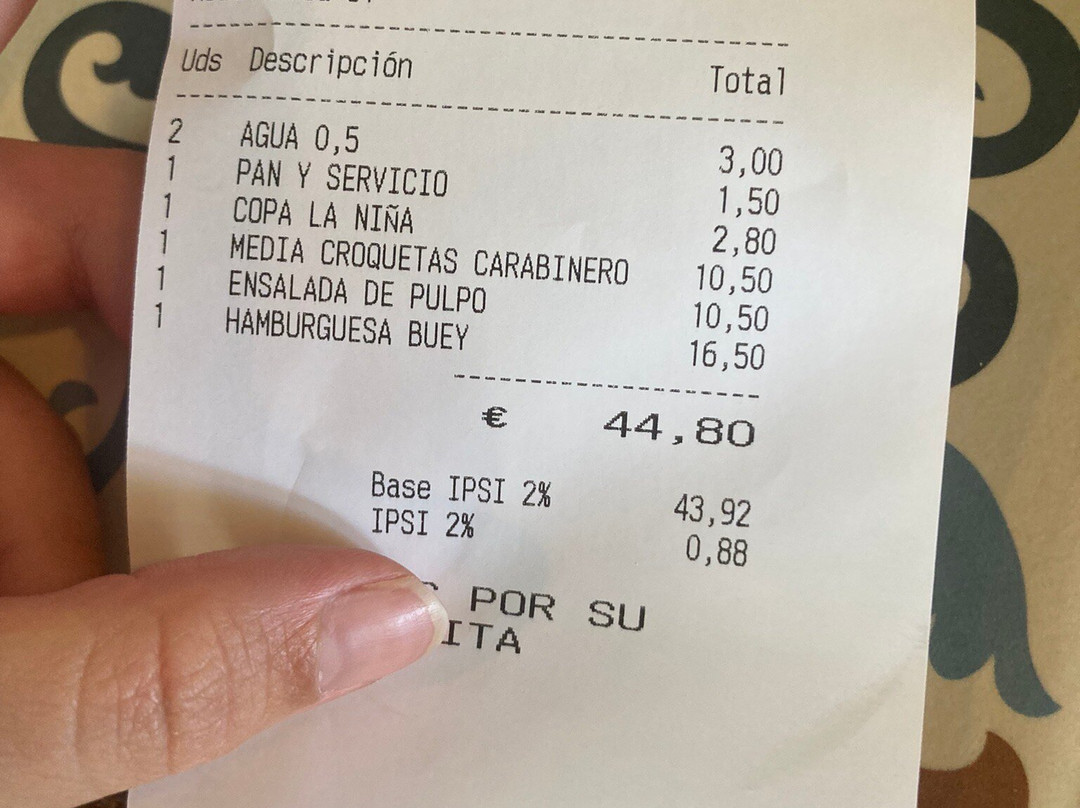 Uds Descripción Total
2 AGUA 0,5 3,00
1 PAN Y SERVICIO 1,50
1 COPA LA NIÑA 2,80
1 MEDIA CROQUETAS CARABINERO 10,50
1 ENSALADA DE PULPO 10,50
1 HAMBURGUESA BUEY 16,50
€ 44,80
Base IPSI 2% 43,92
IPSI 2% 0,88
POR SU